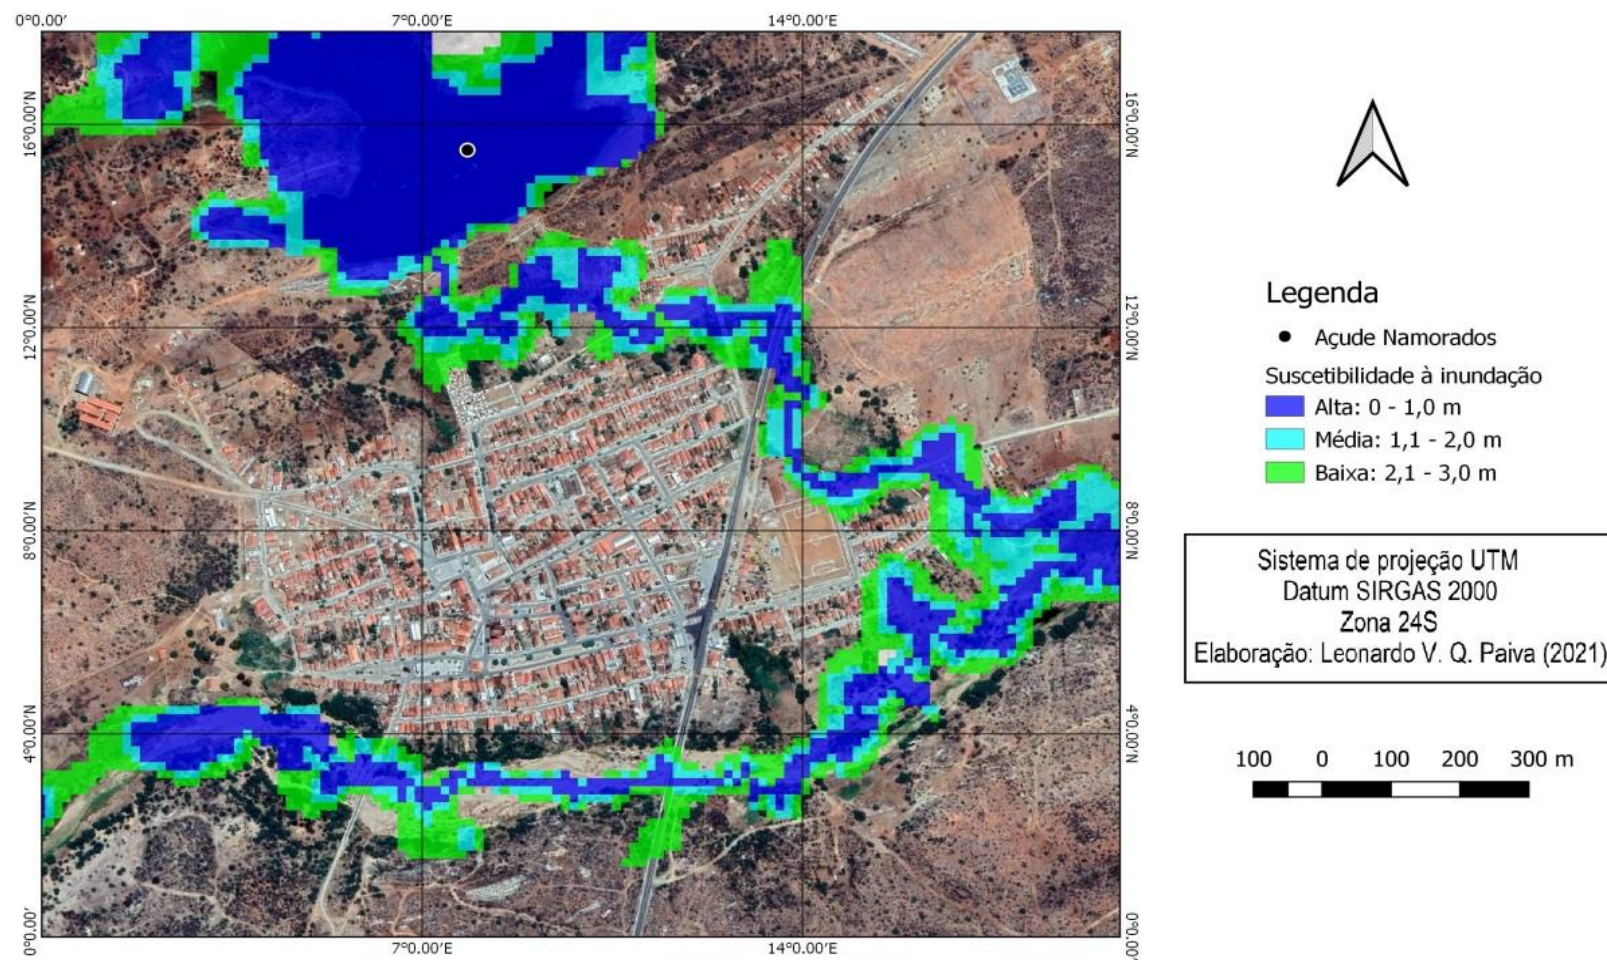 0°0.00′
7°0.00′E
14°0.00′E
16°0.00′N
16°0.00′N
12°0.00′N
12°0.00′N
8°0.00′N
8°0.00′N
4°0.00′N
4°0.00′N
0°0.00′
0°0.00′
7°0.00′E
14°0.00′E
Legenda
Açude Namorados
Suscetibilidade à inundação
Alta: 0 - 1,0 m
Média: 1,1 - 2,0 m
Baixa: 2,1 - 3,0 m
Sistema de projeção UTM
Datum SIRGAS 2000
Zona 24S
Elaboração: Leonardo V. Q. Paiva (2021)
100 0 100 200 300 m